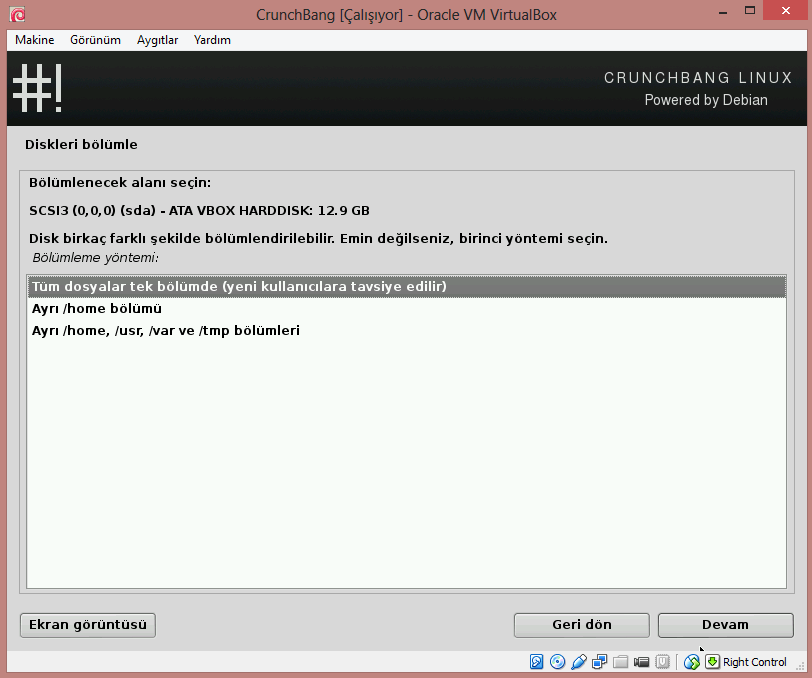 CrunchBang [Çalışıyor] - Oracle VM VirtualBox
Makine Görünüm Aygıtlar Yardım
#!
CRUNCHBANG LINUX
Powered by Debian
Diskleri bölümle
Bölümlenecek alanı seçin:
SCSI3 (0,0,0) (sda) - ATA VBOX HARDDISK: 12.9 GB
Disk birkaç farklı şekilde bölümlendirilebilir. Emin değilseniz, birinci yöntemi seçin.
Bölümleme yöntemi:
Tüm dosyalar tek bölümde (yeni kullanıcılara tavsiye edilir)
Ayrı /home bölümü
Ayrı /home, /usr, /var ve /tmp bölümleri
Ekran görüntüsü Geri dön Devam
Right Control